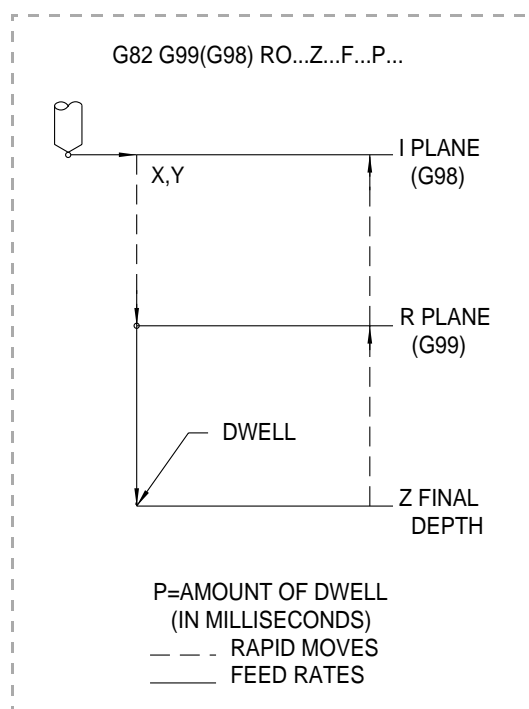 G82 G99(G98) RO...Z...F...P...
I PLANE
(G98)
X,Y
R PLANE
(G99)
DWELL
Z FINAL
DEPTH
P=AMOUNT OF DWELL
(IN MILLISECONDS)
RAPID MOVES
FEED RATES